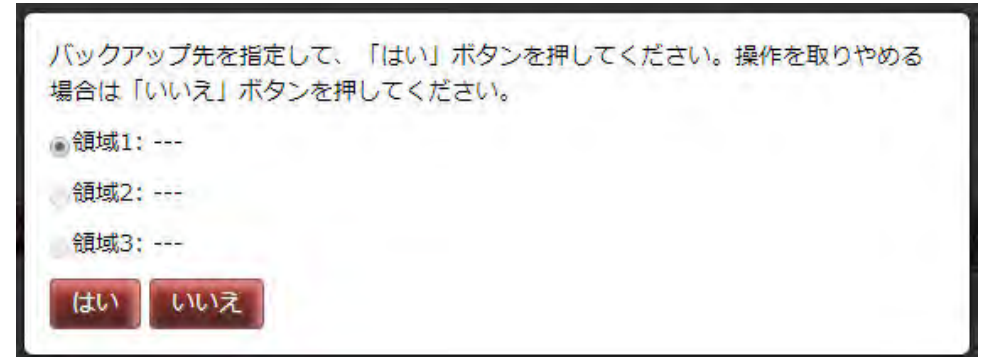 バックアップ先を指定して、「はい」ボタンを押してください。操作を取りやめる
場合は「いいえ」ボタンを押してください。
領域1: ---
領域2: ---
領域3: ---
はい いいえ